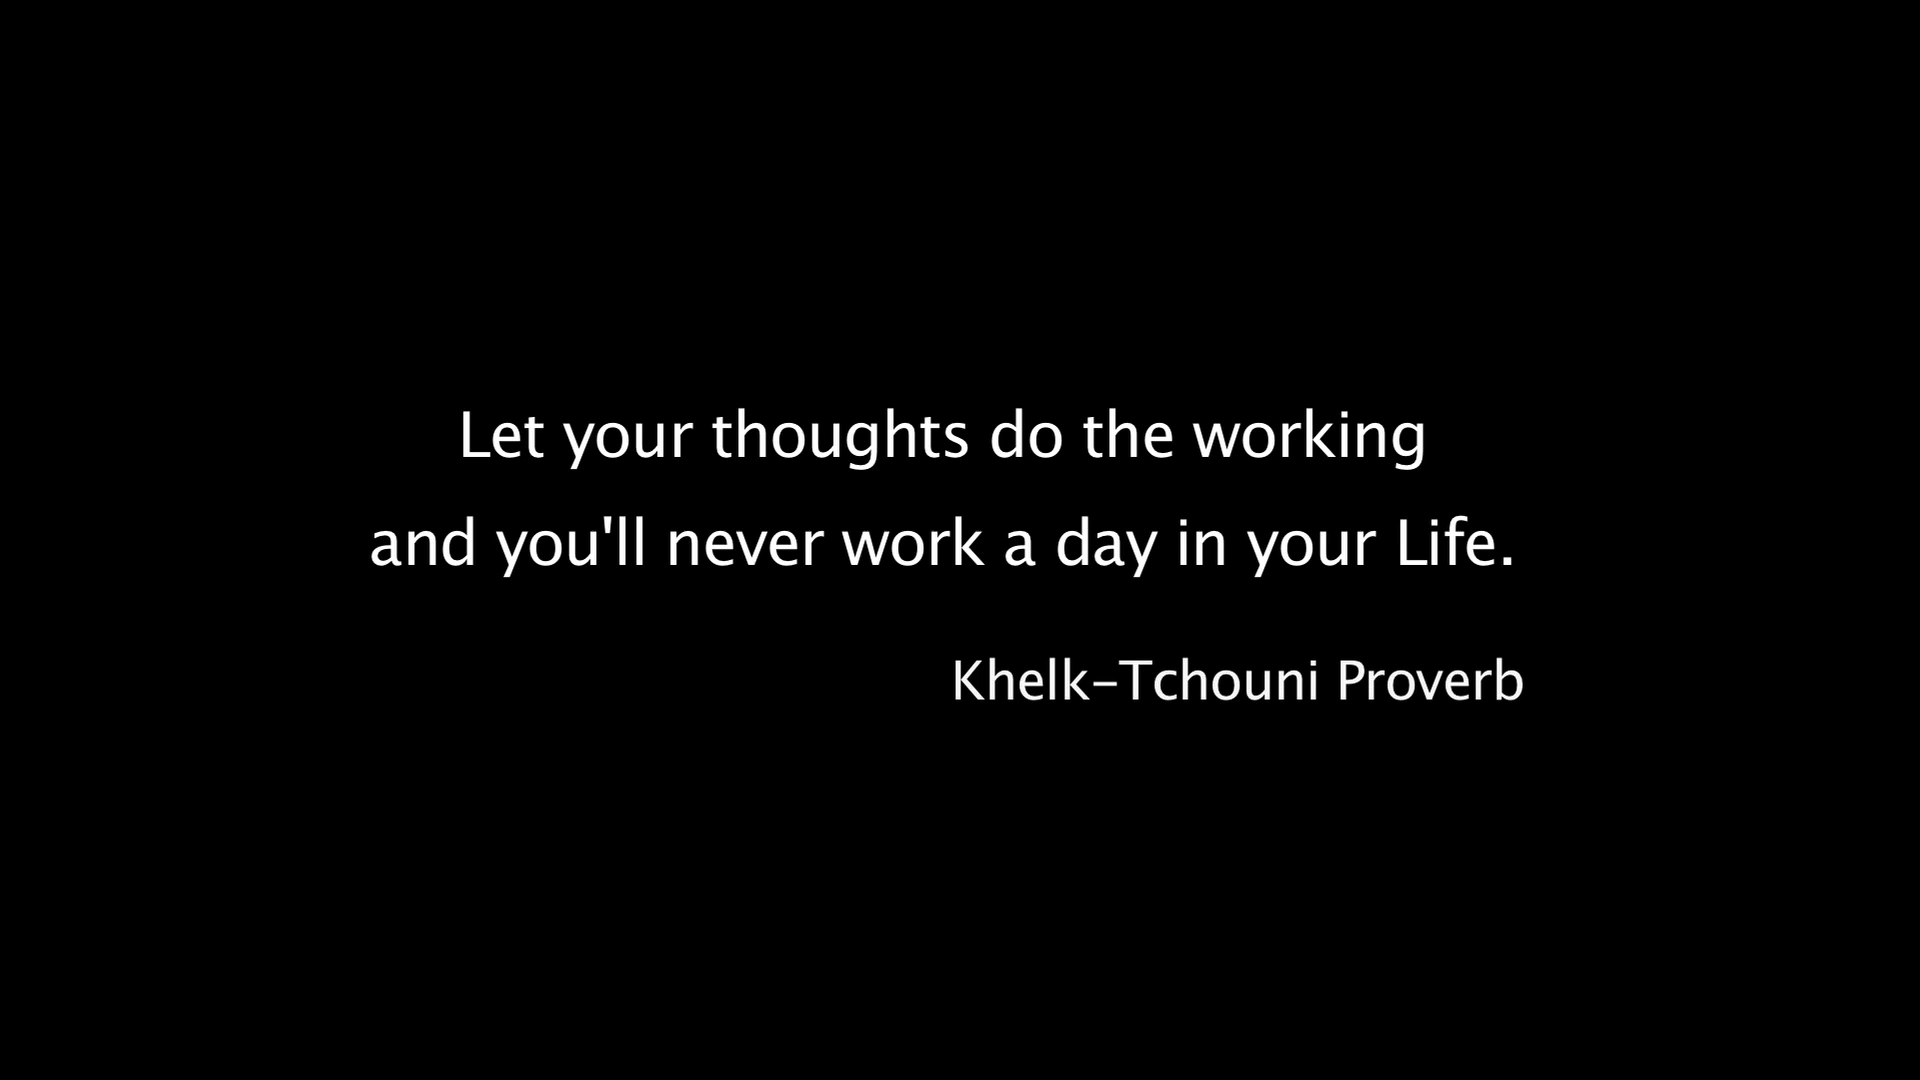 Let your thoughts do the working
and you'll never work a day in your Life.
Khelk–Tchouni Proverb